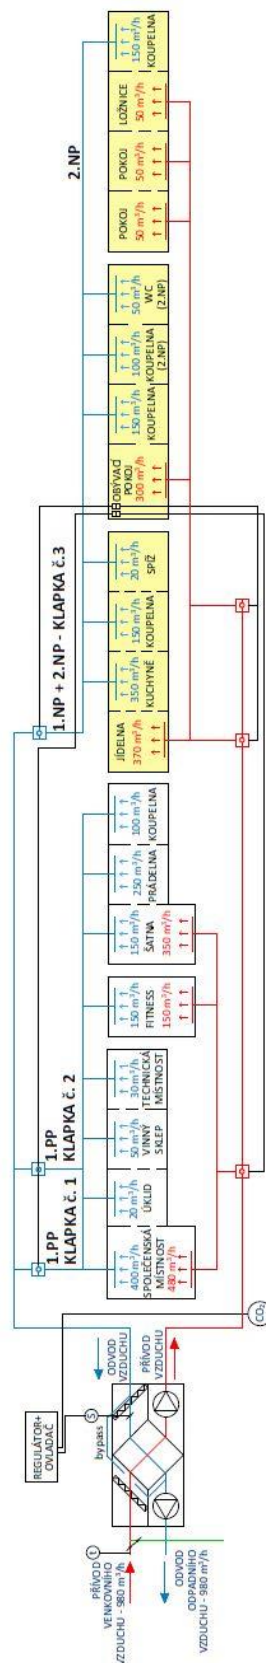 REGULÁTOR+
OVLADAČ
t
PŘÍVOD
VENKOVNÍHO
VZDUCHU - 980 m³/h
ODVOD
ODPADNÍHO
VZDUCHU - 980 m³/h
bypass
S
ODVOD
VZDUCHU
PŘÍVOD
VZDUCHU
CO₂
1.PP
KLAPKA č. 1
1.PP
KLAPKA č. 2
1.NP + 2.NP - KLAPKA č.3
2.NP
400 m³/h
SPOLEČENSKÁ
MÍSTNOST
480 m³/h
20 m³/h
ÚKLID
50 m³/h
VINNÝ
SKLEP
30 m³/h
TECHNICKÁ
MÍSTNOST
150 m³/h
FITNESS
150 m³/h
150 m³/h
ŠATNA
350 m³/h
250 m³/h
PRÁDELNA
100 m³/h
KOUPELNA
JÍDELNA
370 m³/h
350 m³/h
KUCHYNĚ
150 m³/h
KOUPELNA
20 m³/h
SPÍŽ
OBÝVACÍ
POKOJ
300 m³/h
150 m³/h
KOUPELNA
100 m³/h
KOUPELNA
(2.NP)
50 m³/h
WC
(2.NP)
POKOJ
50 m³/h
POKOJ
50 m³/h
LOŽNICE
50 m³/h
150 m³/h
KOUPELNA